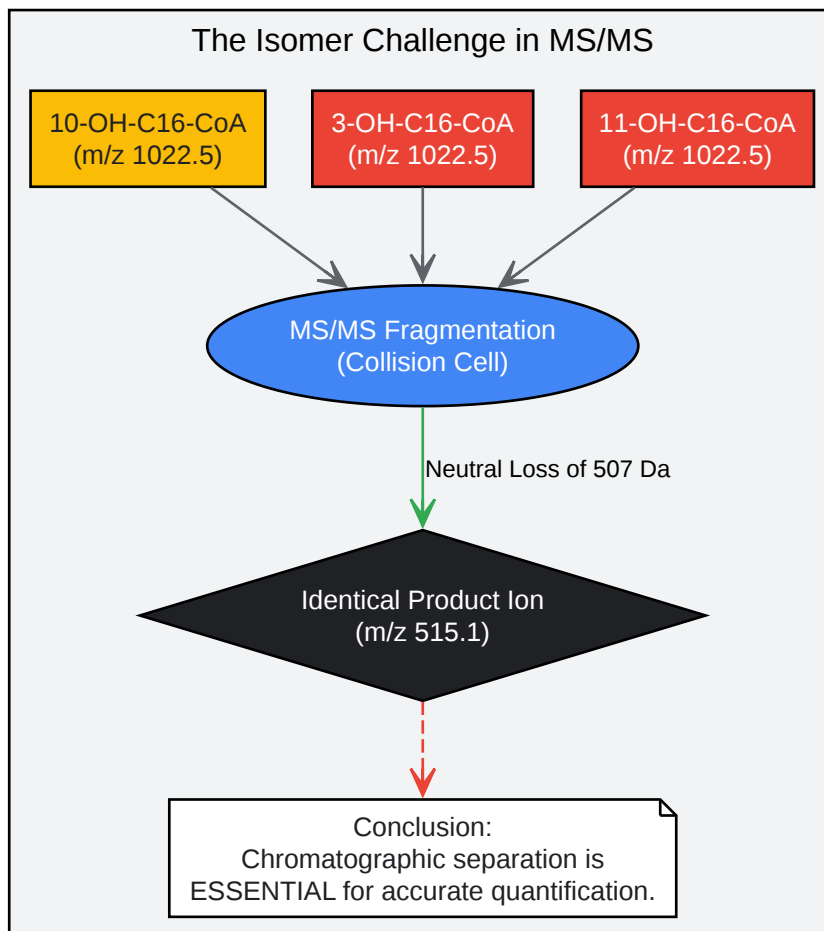 The Isomer Challenge in MS/MS
10-OH-C16-CoA
(m/z 1022.5)
3-OH-C16-CoA
(m/z 1022.5)
11-OH-C16-CoA
(m/z 1022.5)
MS/MS Fragmentation
(Collision Cell)
Neutral Loss of 507 Da
Identical Product Ion
(m/z 515.1)
Conclusion:
Chromatographic separation is
ESSENTIAL for accurate quantification.